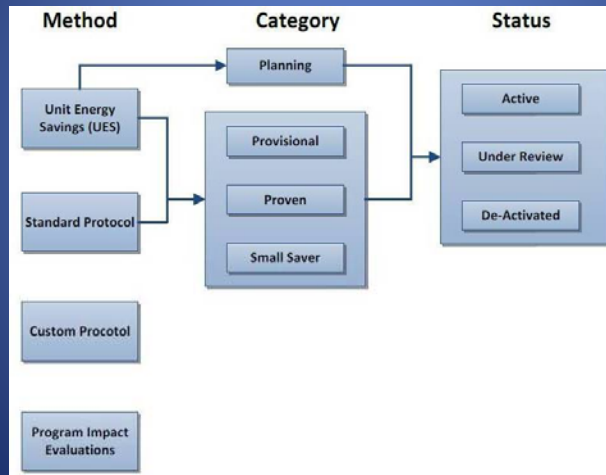 Method
Category
Status
Planning
Unit Energy
Savings (UES)
Active
Provisional
Under Review
Proven
Standard Protocol
De-Activated
Small Saver
Custom Procotol
Program Impact
Evaluations